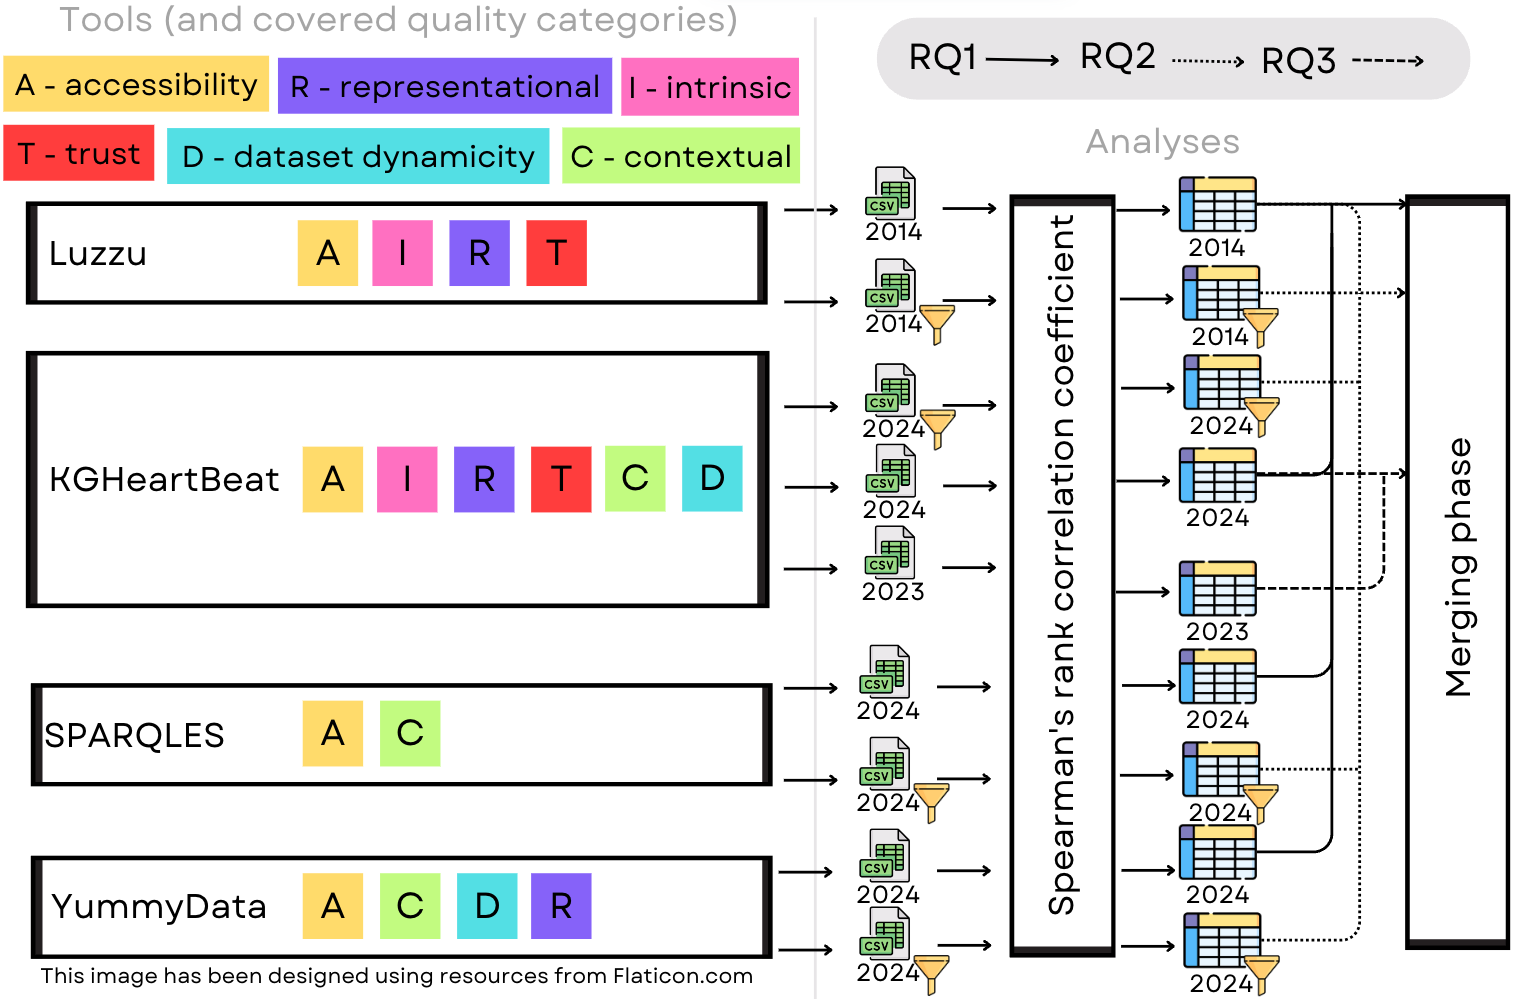 Tools (and covered quality categories)
A - accessibility
R - representational
I - intrinsic
T - trust
D - dataset dynamicity
C - contextual
RQ1
RQ2
RQ3
Analyses
Luzzu
A I R T
KGHeartBeat
A I R T C D
SPARQLES
A C
YummyData
A C D R
This image has been designed using resources from Flaticon.com
CSV
2014
CSV
2014
CSV
2024
CSV
2024
CSV
2023
CSV
2024
CSV
2024
CSV
2024
CSV
2024
Spearman's rank correlation coefficient
2014
2014
2024
2024
2023
2024
2024
2024
2024
Merging phase